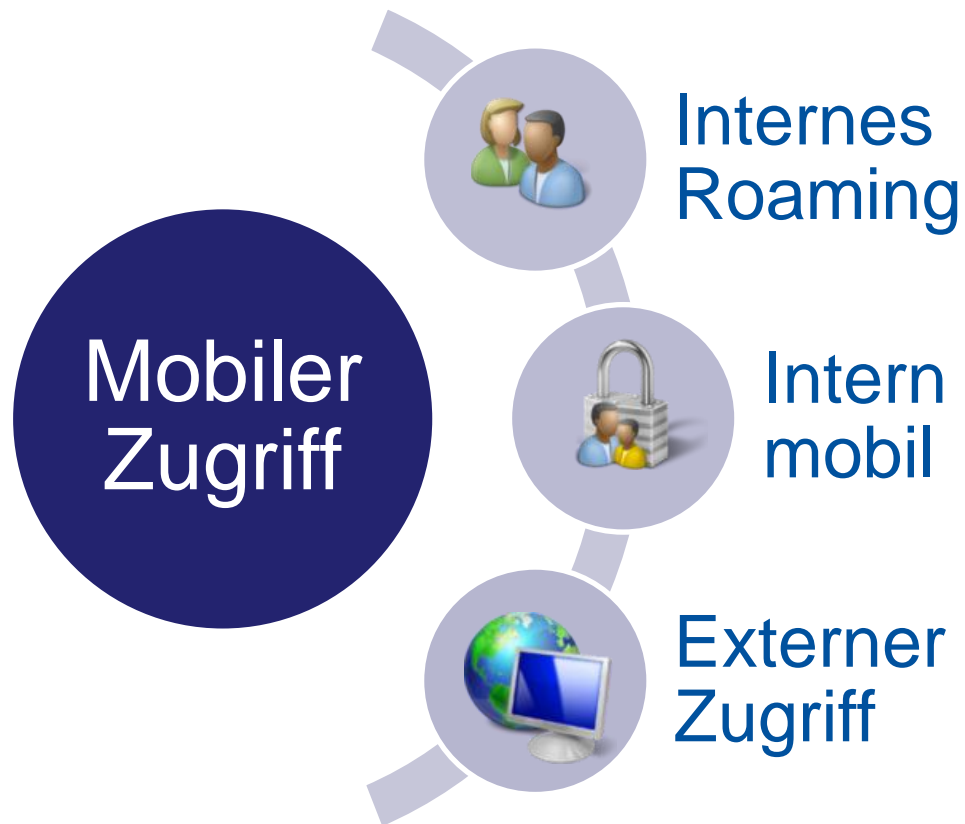 Mobiler
Zugriff
Internes
Roaming
Intern
mobil
Externer
Zugriff